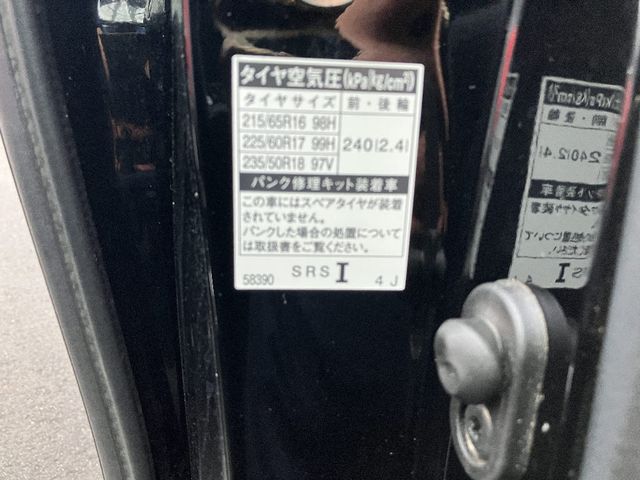 タイヤ空気圧(kPa{kg/cm²})
タイヤサイズ 前・後輪
215/65R16 98H
225/60R17 99H 240{2.4}
235/50R18 97V
パンク修理キット装着車
この車にはスペアタイヤが装着
されていません。
パンクした場合の処置について
は取扱書をご覧ください。
58390 SRS I 4J